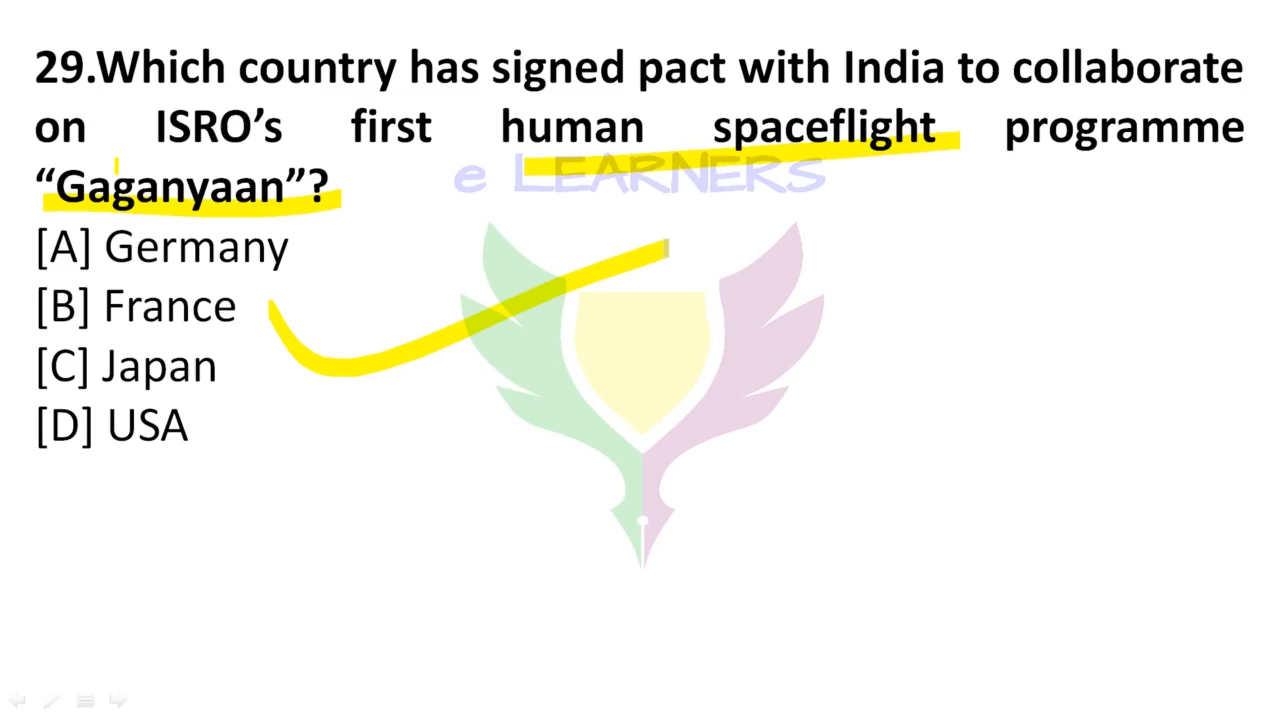 29.Which country has signed pact with India to collaborate
on ISRO’s first human spaceflight programme
“Gaganyaan”?
e LEARNERS
[A] Germany
[B] France
[C] Japan
[D] USA